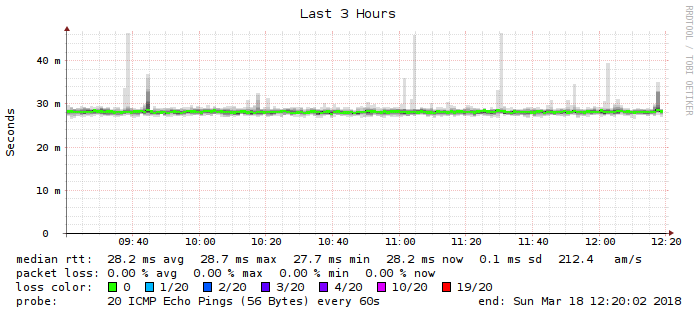 Last 3 Hours
RRDTOOL / TOBI OETIKER
Seconds
40 m
30 m
20 m
10 m
0
09:40 10:00 10:20 10:40 11:00 11:20 11:40 12:00 12:20
median rtt: 28.2 ms avg 28.7 ms max 27.7 ms min 28.2 ms now 0.1 ms sd 212.4 am/s
packet loss: 0.00 % avg 0.00 % max 0.00 % min 0.00 % now
loss color: 0 1/20 2/20 3/20 4/20 10/20 19/20
probe: 20 ICMP Echo Pings (56 Bytes) every 60s end: Sun Mar 18 12:20:02 2018